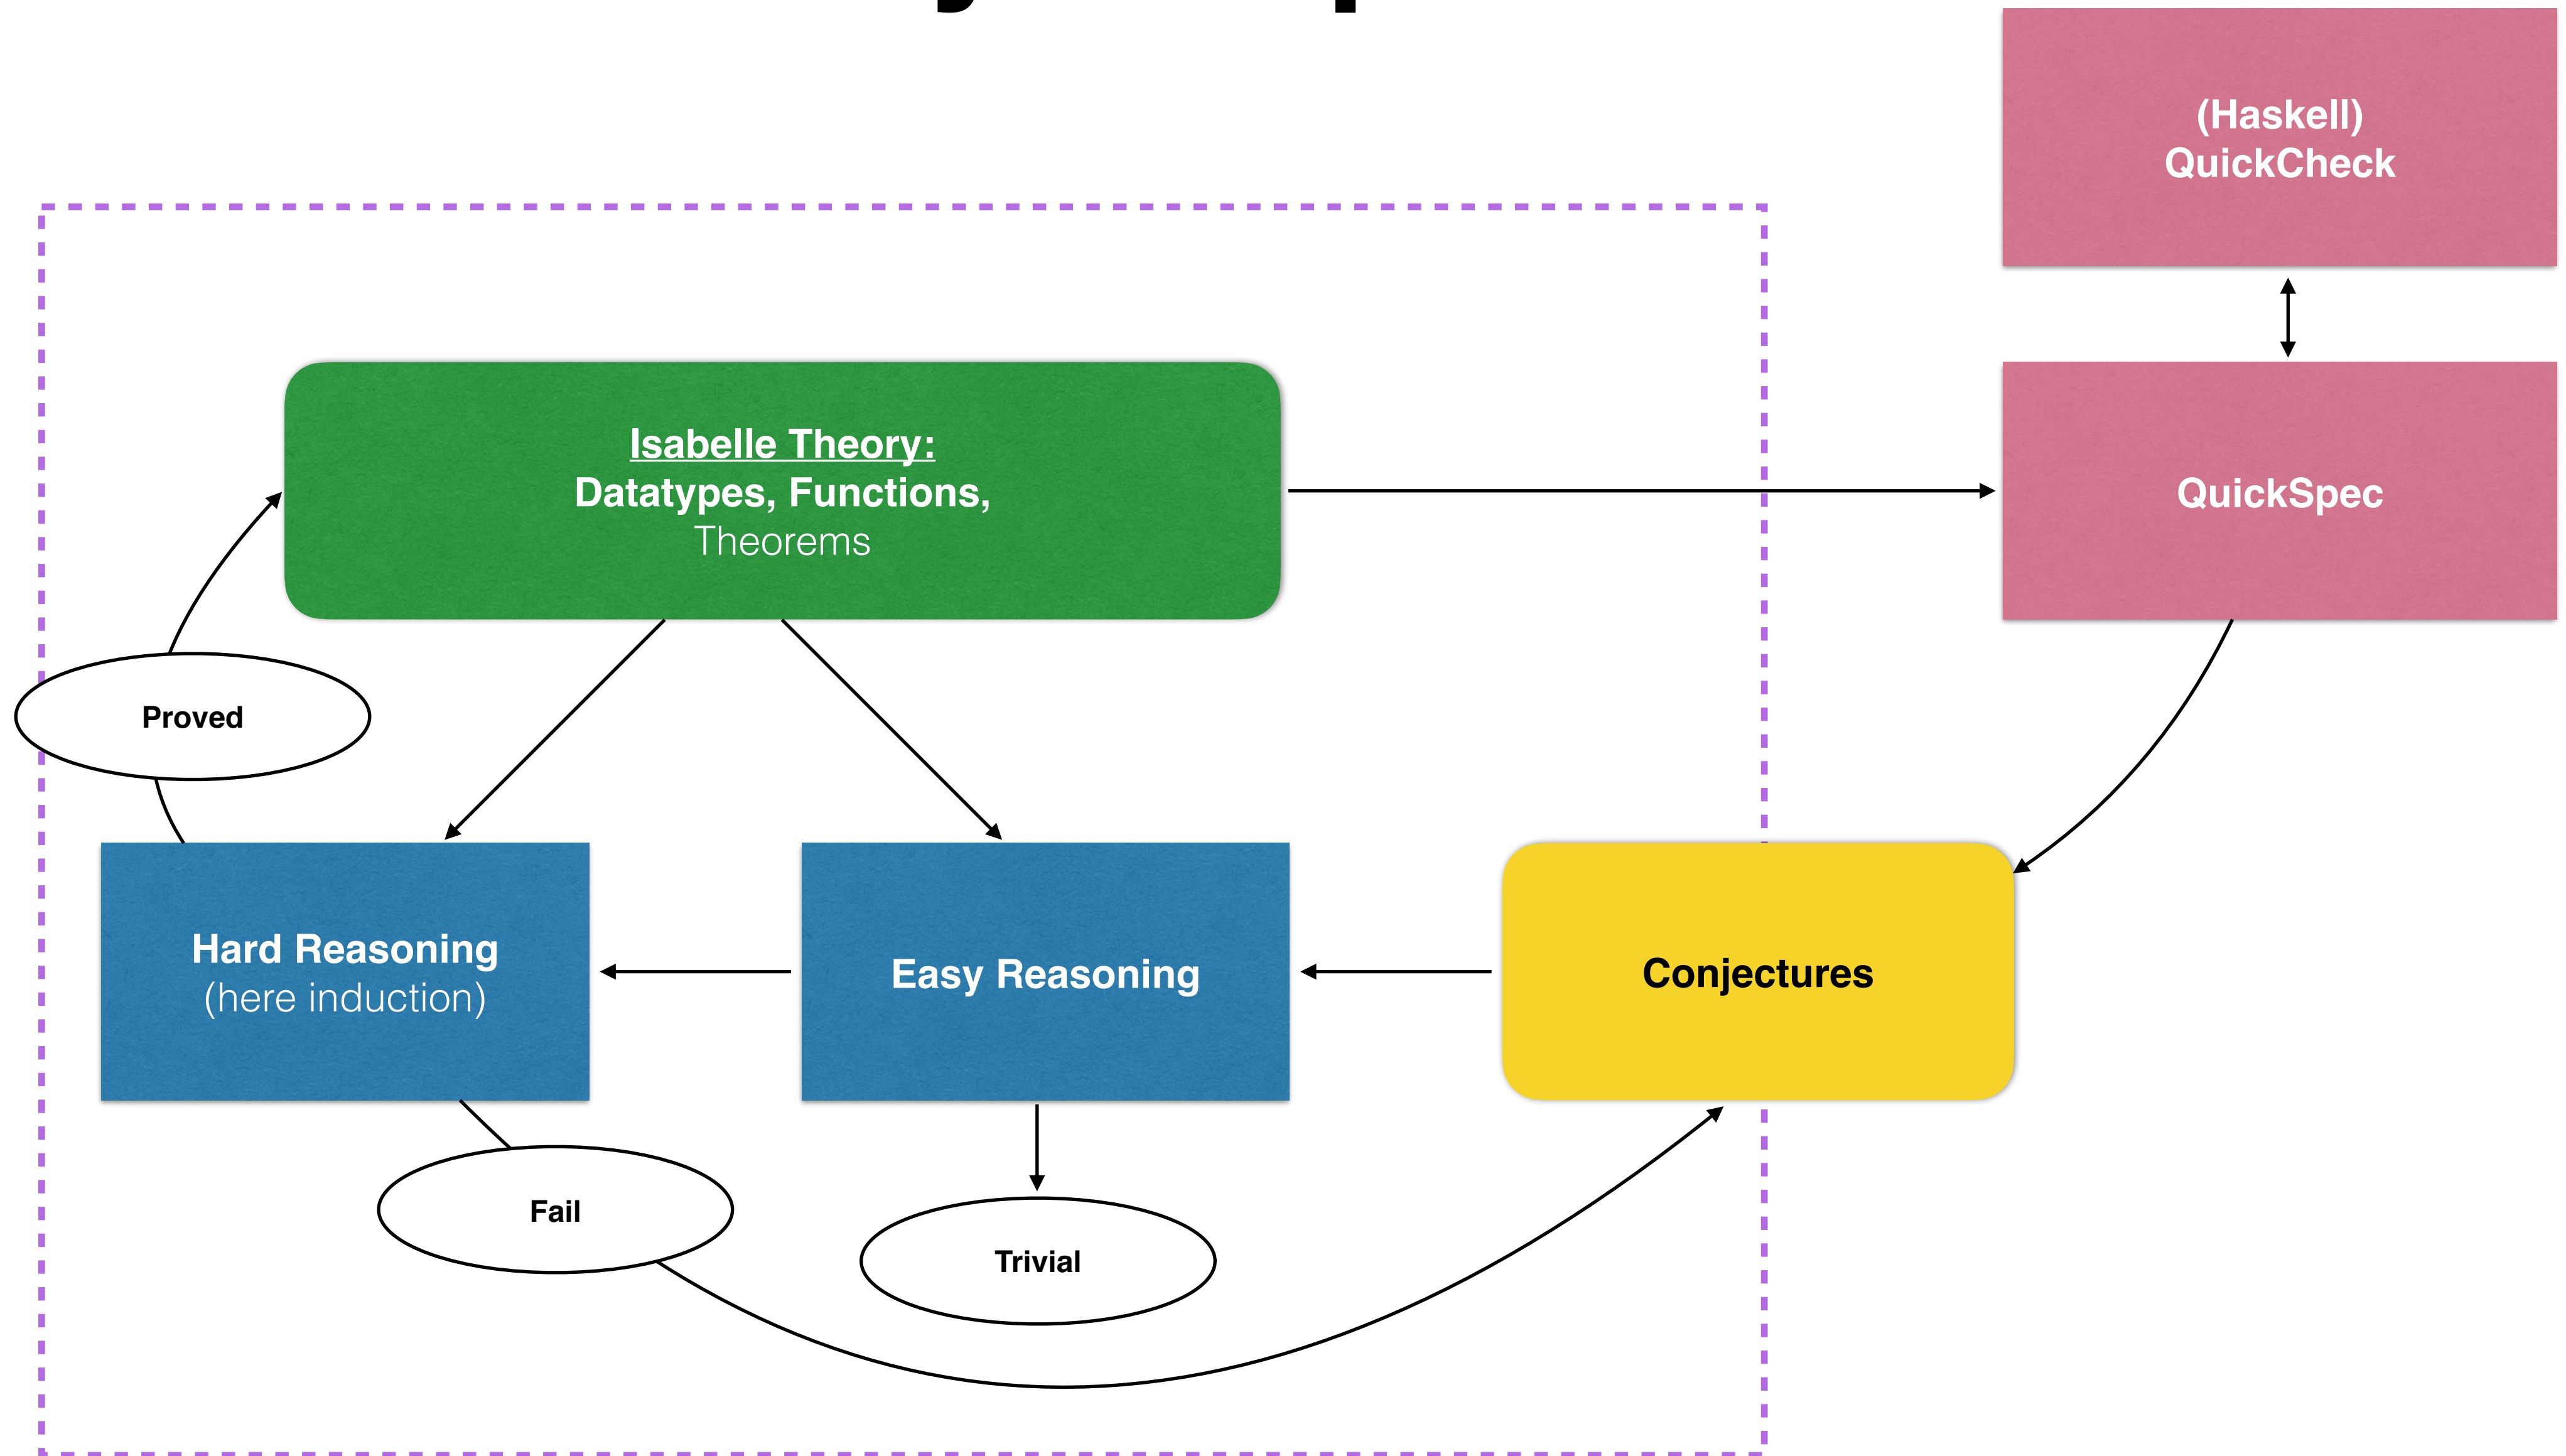 (Haskell)
QuickCheck
Isabelle Theory:
Datatypes, Functions,
Theorems
QuickSpec
Proved
Hard Reasoning
(here induction)
Easy Reasoning
Conjectures
Fail
Trivial